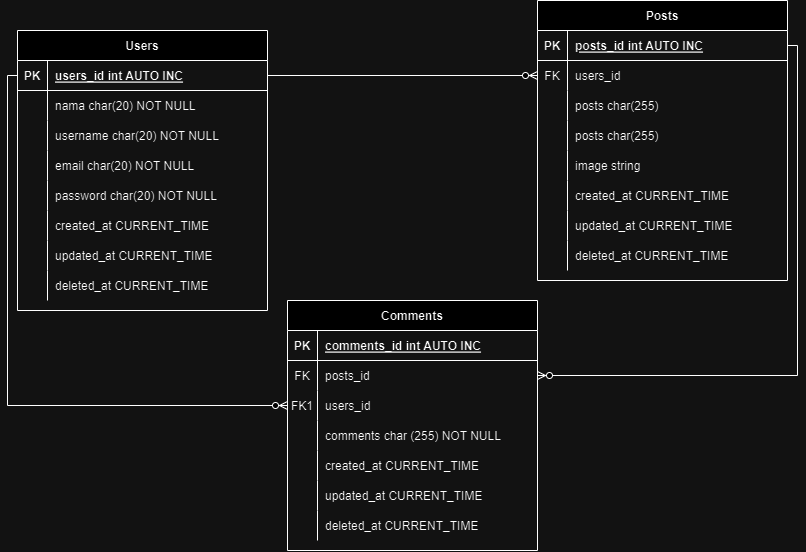 Users
PK users_id int AUTO INC
nama char(20) NOT NULL
username char(20) NOT NULL
email char(20) NOT NULL
password char(20) NOT NULL
created_at CURRENT_TIME
updated_at CURRENT_TIME
deleted_at CURRENT_TIME
Posts
PK posts_id int AUTO INC
FK users_id
posts char(255)
posts char(255)
image string
created_at CURRENT_TIME
updated_at CURRENT_TIME
deleted_at CURRENT_TIME
Comments
PK comments_id int AUTO INC
FK posts_id
FK1 users_id
comments char (255) NOT NULL
created_at CURRENT_TIME
updated_at CURRENT_TIME
deleted_at CURRENT_TIME